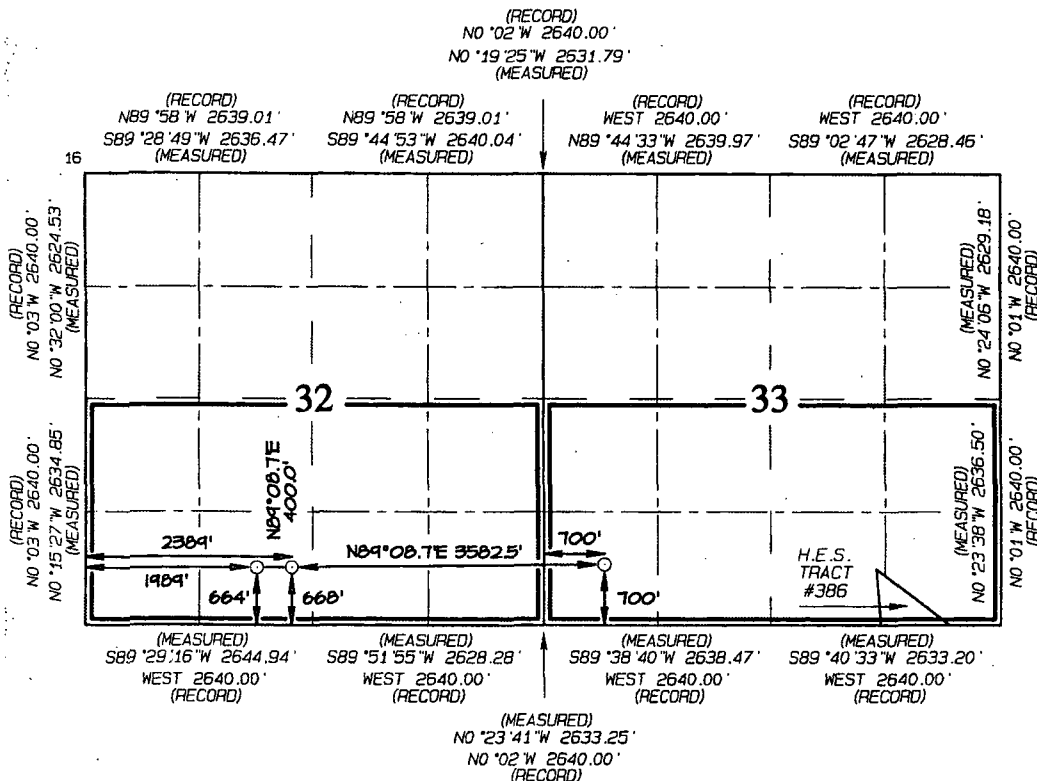 (RECORD)
N0°02'W 2640.00'
N0°19'25"W 2631.79'
(MEASURED)
(RECORD)
N89°58'W 2639.01'
S89°28'49"W 2636.47'
(MEASURED)
(RECORD)
N89°58'W 2639.01'
S89°44'53"W 2640.04'
(MEASURED)
(RECORD)
WEST 2640.00'
N89°44'33"W 2639.97'
(MEASURED)
(RECORD)
WEST 2640.00'
S89°02'47"W 2628.46'
(MEASURED)
16
(RECORD)
N0°03'W 2640.00'
N0°32'00"W 2624.53'
(MEASURED)
(MEASURED)
N0°24'06"W 2629.18'
N0°01'W 2640.00'
(RECORD)
32
33
(RECORD)
N0°03'W 2640.00'
N0°15'27"W 2634.85'
(MEASURED)
N89°08.7'E
400.0'
2389'
1989'
664'
668'
N89°08.7'E 3582.5'
700'
700'
H.E.S.
TRACT
#386
(MEASURED)
N0°23'38"W 2636.50'
N0°01'W 2640.00'
(RECORD)
(MEASURED)
S89°29'16"W 2644.94'
WEST 2640.00'
(RECORD)
(MEASURED)
S89°51'55"W 2628.28'
WEST 2640.00'
(RECORD)
(MEASURED)
S89°38'40"W 2638.47'
WEST 2640.00'
(RECORD)
(MEASURED)
S89°40'33"W 2633.20'
WEST 2640.00'
(RECORD)
(MEASURED)
N0°23'41"W 2633.25'
N0°02'W 2640.00'
(RECORD)